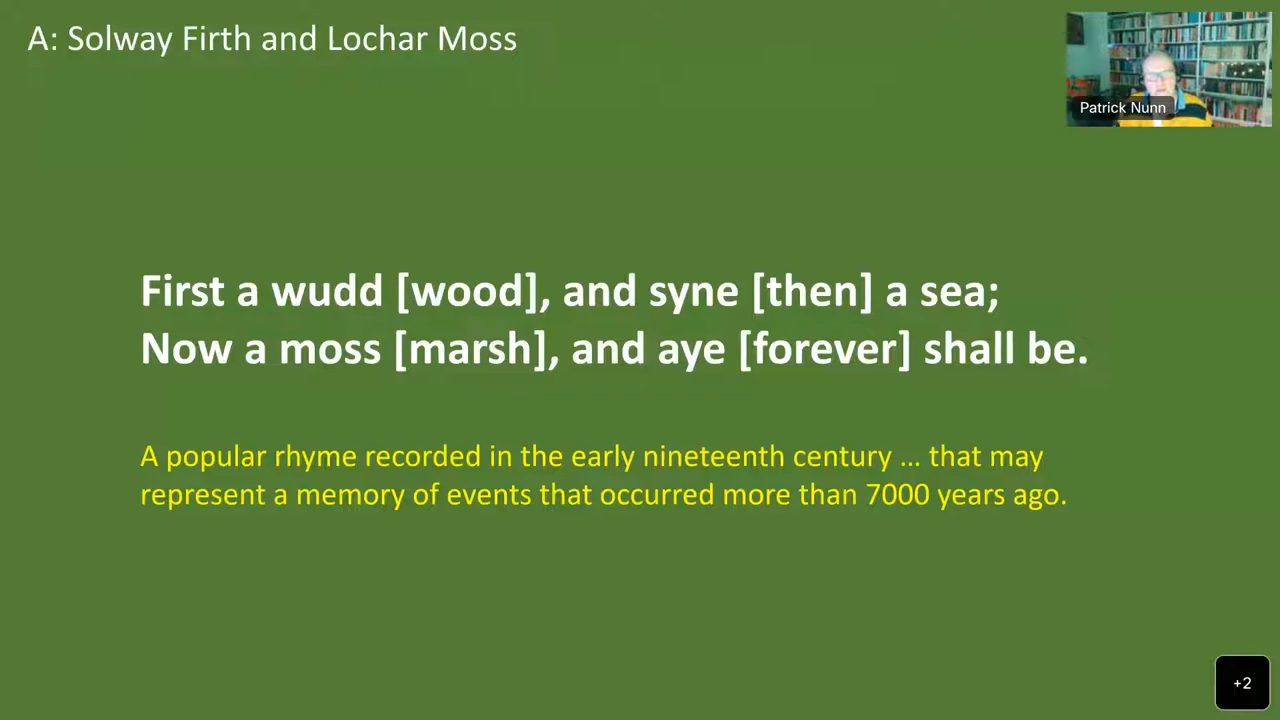 A: Solway Firth and Lochar Moss
Patrick Nunn
First a wudd [wood], and syne [then] a sea;
Now a moss [marsh], and aye [forever] shall be.
A popular rhyme recorded in the early nineteenth century … that may
represent a memory of events that occurred more than 7000 years ago.
+2